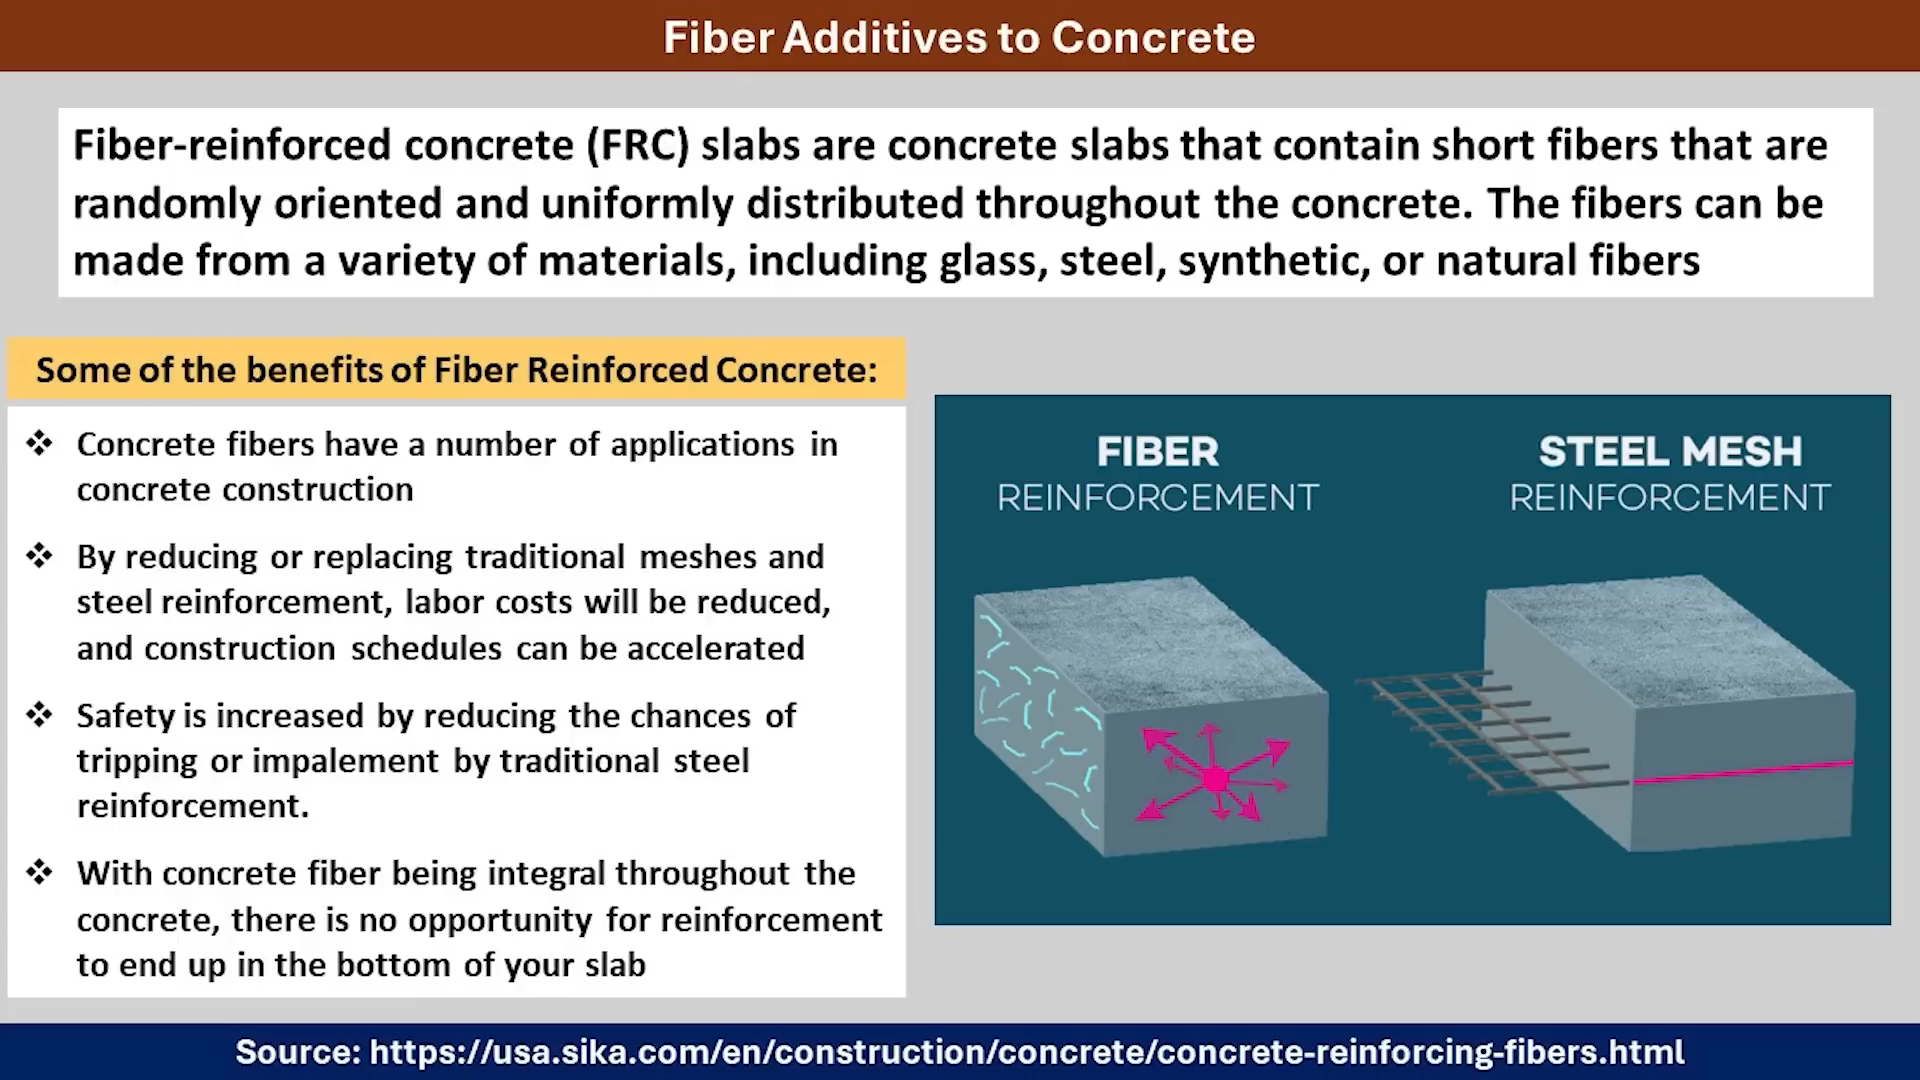 Fiber Additives to Concrete
Fiber-reinforced concrete (FRC) slabs are concrete slabs that contain short fibers that are
randomly oriented and uniformly distributed throughout the concrete. The fibers can be
made from a variety of materials, including glass, steel, synthetic, or natural fibers
Some of the benefits of Fiber Reinforced Concrete:
❖ Concrete fibers have a number of applications in
concrete construction
❖ By reducing or replacing traditional meshes and
steel reinforcement, labor costs will be reduced,
and construction schedules can be accelerated
❖ Safety is increased by reducing the chances of
tripping or impalement by traditional steel
reinforcement.
❖ With concrete fiber being integral throughout the
concrete, there is no opportunity for reinforcement
to end up in the bottom of your slab
FIBER
REINFORCEMENT
STEEL MESH
REINFORCEMENT
Source: https://usa.sika.com/en/construction/concrete/concrete-reinforcing-fibers.html